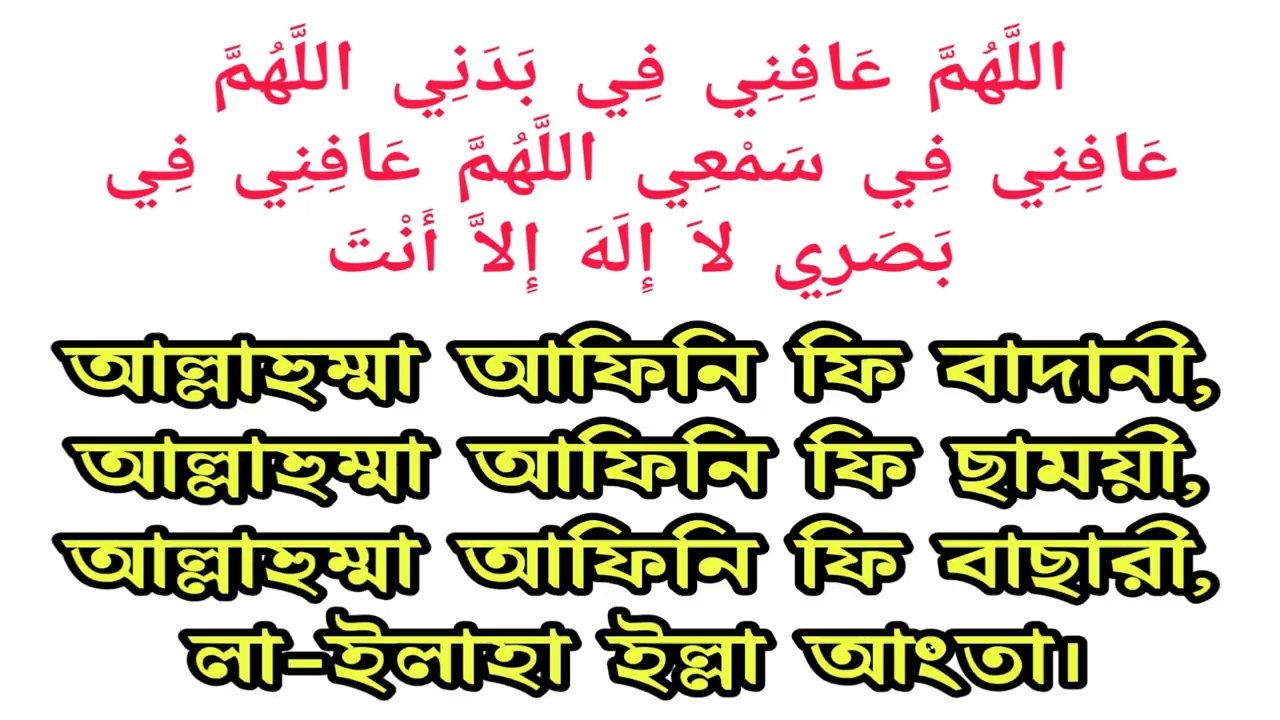 اللَّهُمَّ عَافِنِي فِي بَدَنِي اللَّهُمَّ
عَافِنِي فِي سَمْعِي اللَّهُمَّ عَافِنِي فِي
بَصَرِي لاَ إِلَهَ إِلاَّ أَنْتَ
আল্লাহুম্মা আফিনি ফি বাদানী,
আল্লাহুম্মা আফিনি ফি ছাময়ী,
আল্লাহুম্মা আফিনি ফি বাছারী,
লা-ইলাহা ইল্লা আংতা।